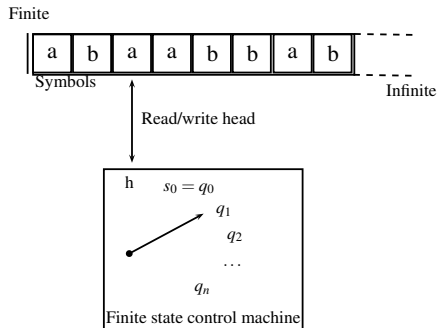 Finite
a b a a b b a b
Symbols
Infinite
Read/write head
h s₀ = q₀
q₁
q₂
...
qₙ
Finite state control machine